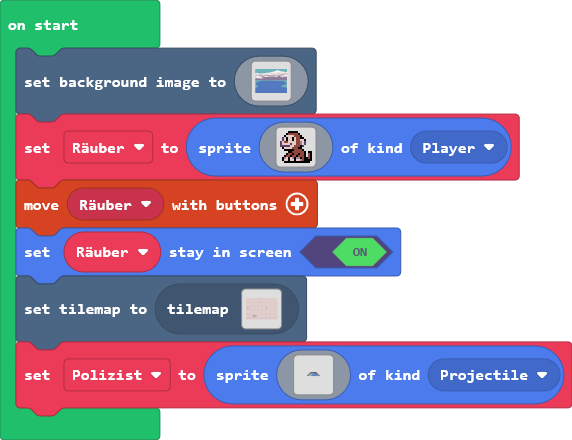 on start
set background image to
set Räuber to sprite of kind Player
move Räuber with buttons
set Räuber stay in screen ON
set tilemap to tilemap
set Polizist to sprite of kind Projectile